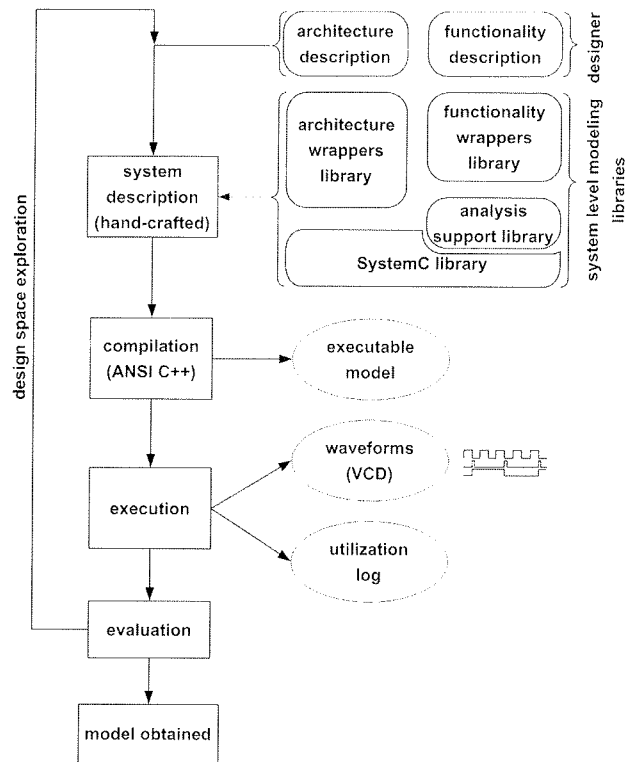 architecture
description
functionality
description
designer
architecture
wrappers
library
functionality
wrappers
library
analysis
support library
SystemC library
system level modeling
libraries
system
description
(hand-crafted)
design space exploration
compilation
(ANSI C++)
executable
model
waveforms
(VCD)
execution
utilization
log
evaluation
model obtained